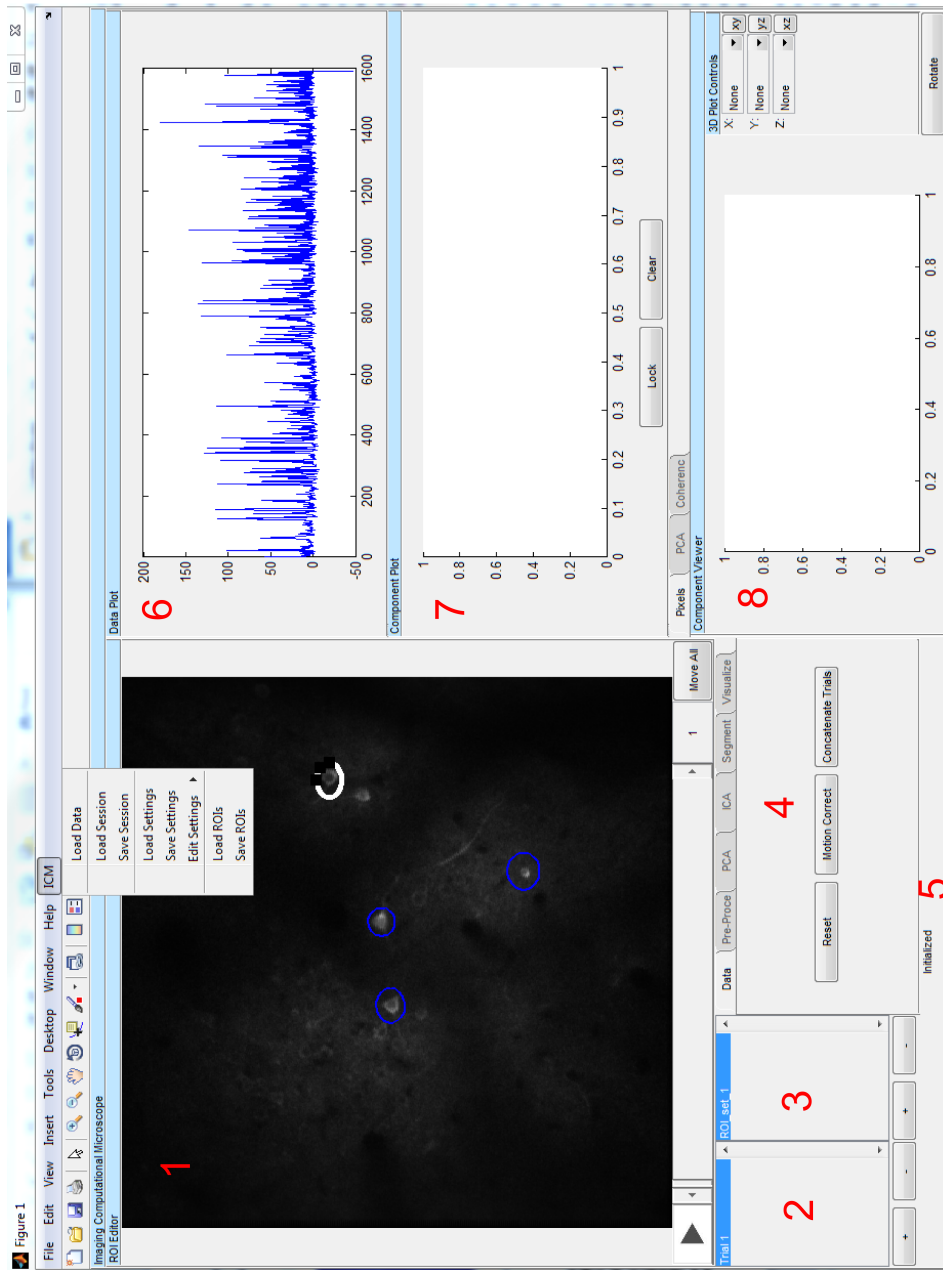 Figure 1
File Edit View Insert Tools Desktop Window Help ICM
Load Data
Load Session
Save Session
Load Settings
Save Settings
Edit Settings
Load ROIs
Save ROIs
Imaging Computational Microscope
ROI Editor
1
1
Move All
Trial 1
2
+ -
ROI_set_1
3
+ -
Data Pre-Proce PCA ICA Segment Visualize
4
Reset Motion Correct Concatenate Trials
5
Initialized
Data Plot
6
200
150
100
50
0
-50
0 200 400 600 800 1000 1200 1400 1600
Component Plot
7
1
0.8
0.6
0.4
0.2
0
0 0.1 0.2 0.3 0.4 0.5 0.6 0.7 0.8 0.9 1
Lock Clear
Pixels PCA Coherenc
Component Viewer
8
1
0.8
0.6
0.4
0.2
0
0 0.2 0.4 0.6 0.8 1
3D Plot Controls
X: None xy
Y: None yz
Z: None xz
Rotate